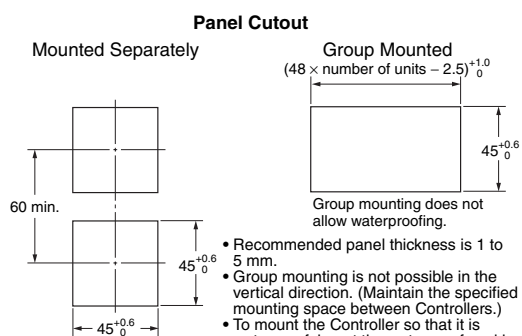 Panel Cutout
Mounted Separately
Group Mounted
(48 × number of units − 2.5)+1.0 0
45+0.6 0
60 min.
Group mounting does not
allow waterproofing.
45+0.6 0
45+0.6 0
• Recommended panel thickness is 1 to
5 mm.
• Group mounting is not possible in the
vertical direction. (Maintain the specified
mounting space between Controllers.)
• To mount the Controller so that it is